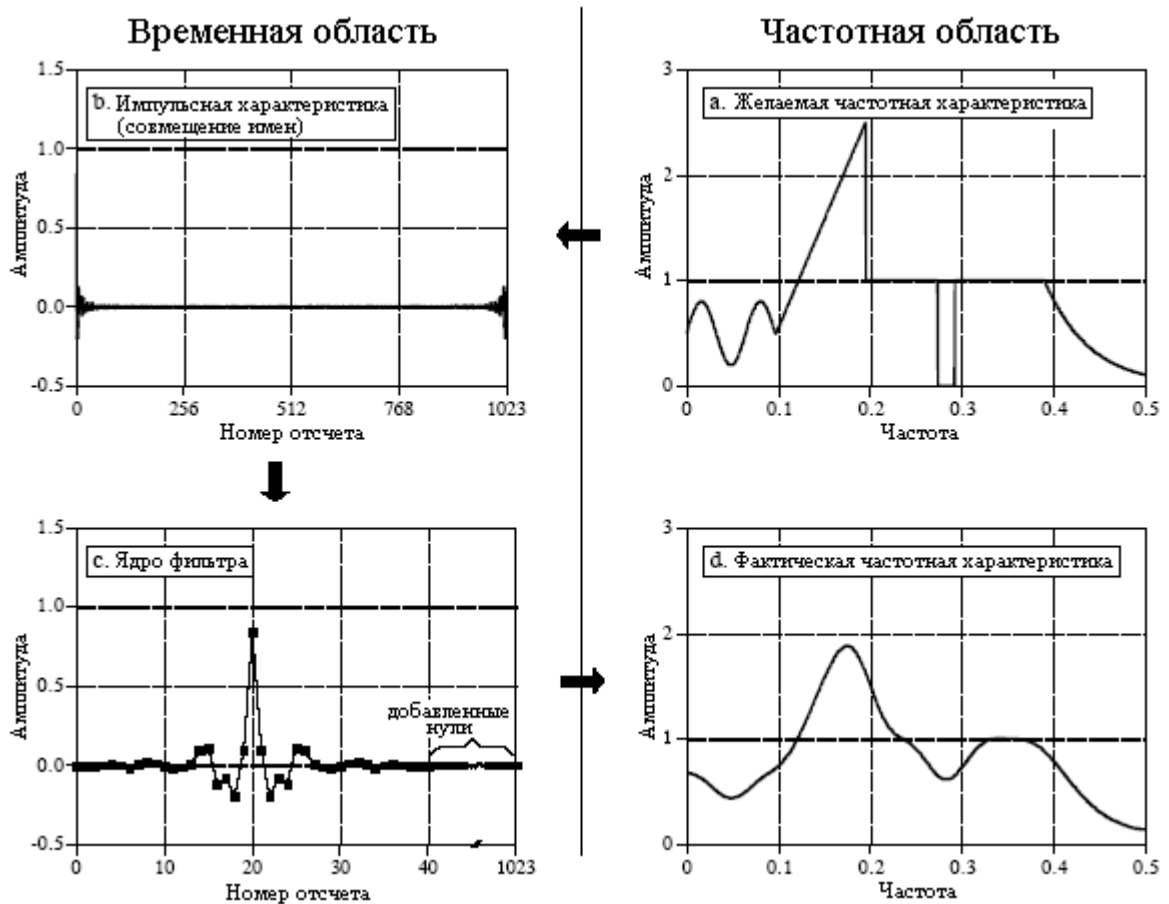 Временная область
Частотная область
1.5
1.0
0.5
0.0
-0.5
Амплитуда
b. Импульсная характеристика
(совмещение имен)
0 256 512 768 1023
Номер отсчета
3
2
1
0
Амплитуда
a. Желаемая частотная характеристика
0 0.1 0.2 0.3 0.4 0.5
Частота
1.5
1.0
0.5
0.0
-0.5
Амплитуда
c. Ядро фильтра
добавленные
нули
0 10 20 30 40 1023
Номер отсчета
3
2
1
0
Амплитуда
d. Фактическая частотная характеристика
0 0.1 0.2 0.3 0.4 0.5
Частота